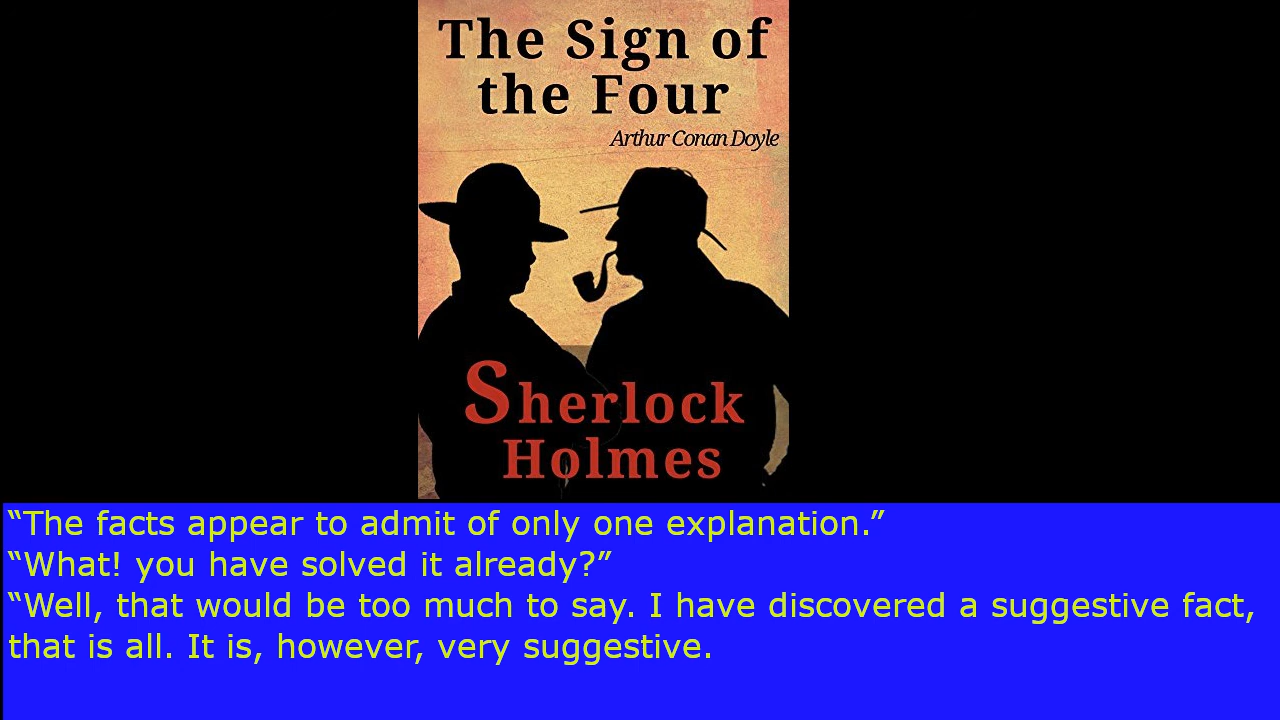 The Sign of
the Four
Arthur Conan Doyle
Sherlock
Holmes
“The facts appear to admit of only one explanation.”
“What! you have solved it already?”
“Well, that would be too much to say. I have discovered a suggestive fact,
that is all. It is, however, very suggestive.